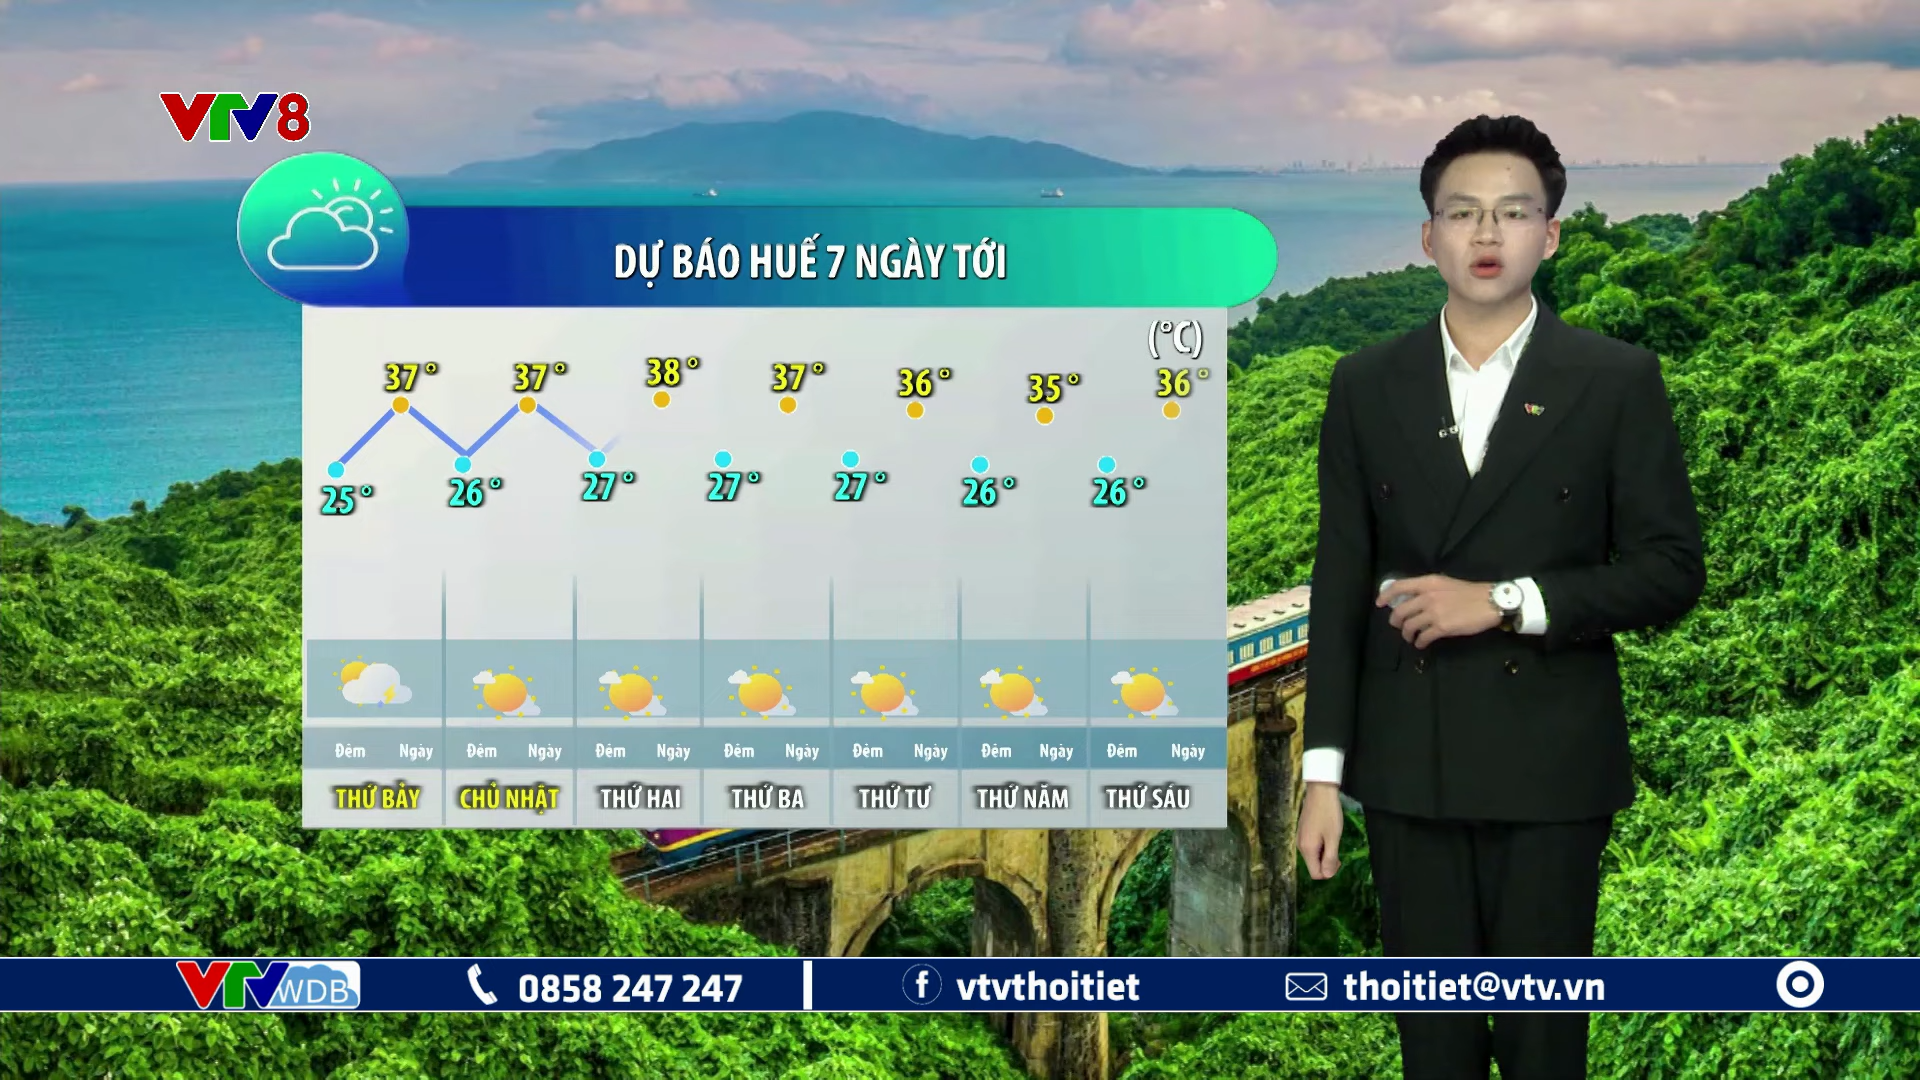 VTV8
DỰ BÁO HUẾ 7 NGÀY TỚI
(°C)
37° 37° 38° 37° 36° 35° 36°
25° 26° 27° 27° 27° 26° 26°
Đêm Ngày Đêm Ngày Đêm Ngày Đêm Ngày Đêm Ngày Đêm Ngày Đêm Ngày
THỨ BẢY CHỦ NHẬT THỨ HAI THỨ BA THỨ TƯ THỨ NĂM THỨ SÁU
VTV WDB 0858 247 247 vtvthoitiet thoitiet@vtv.vn